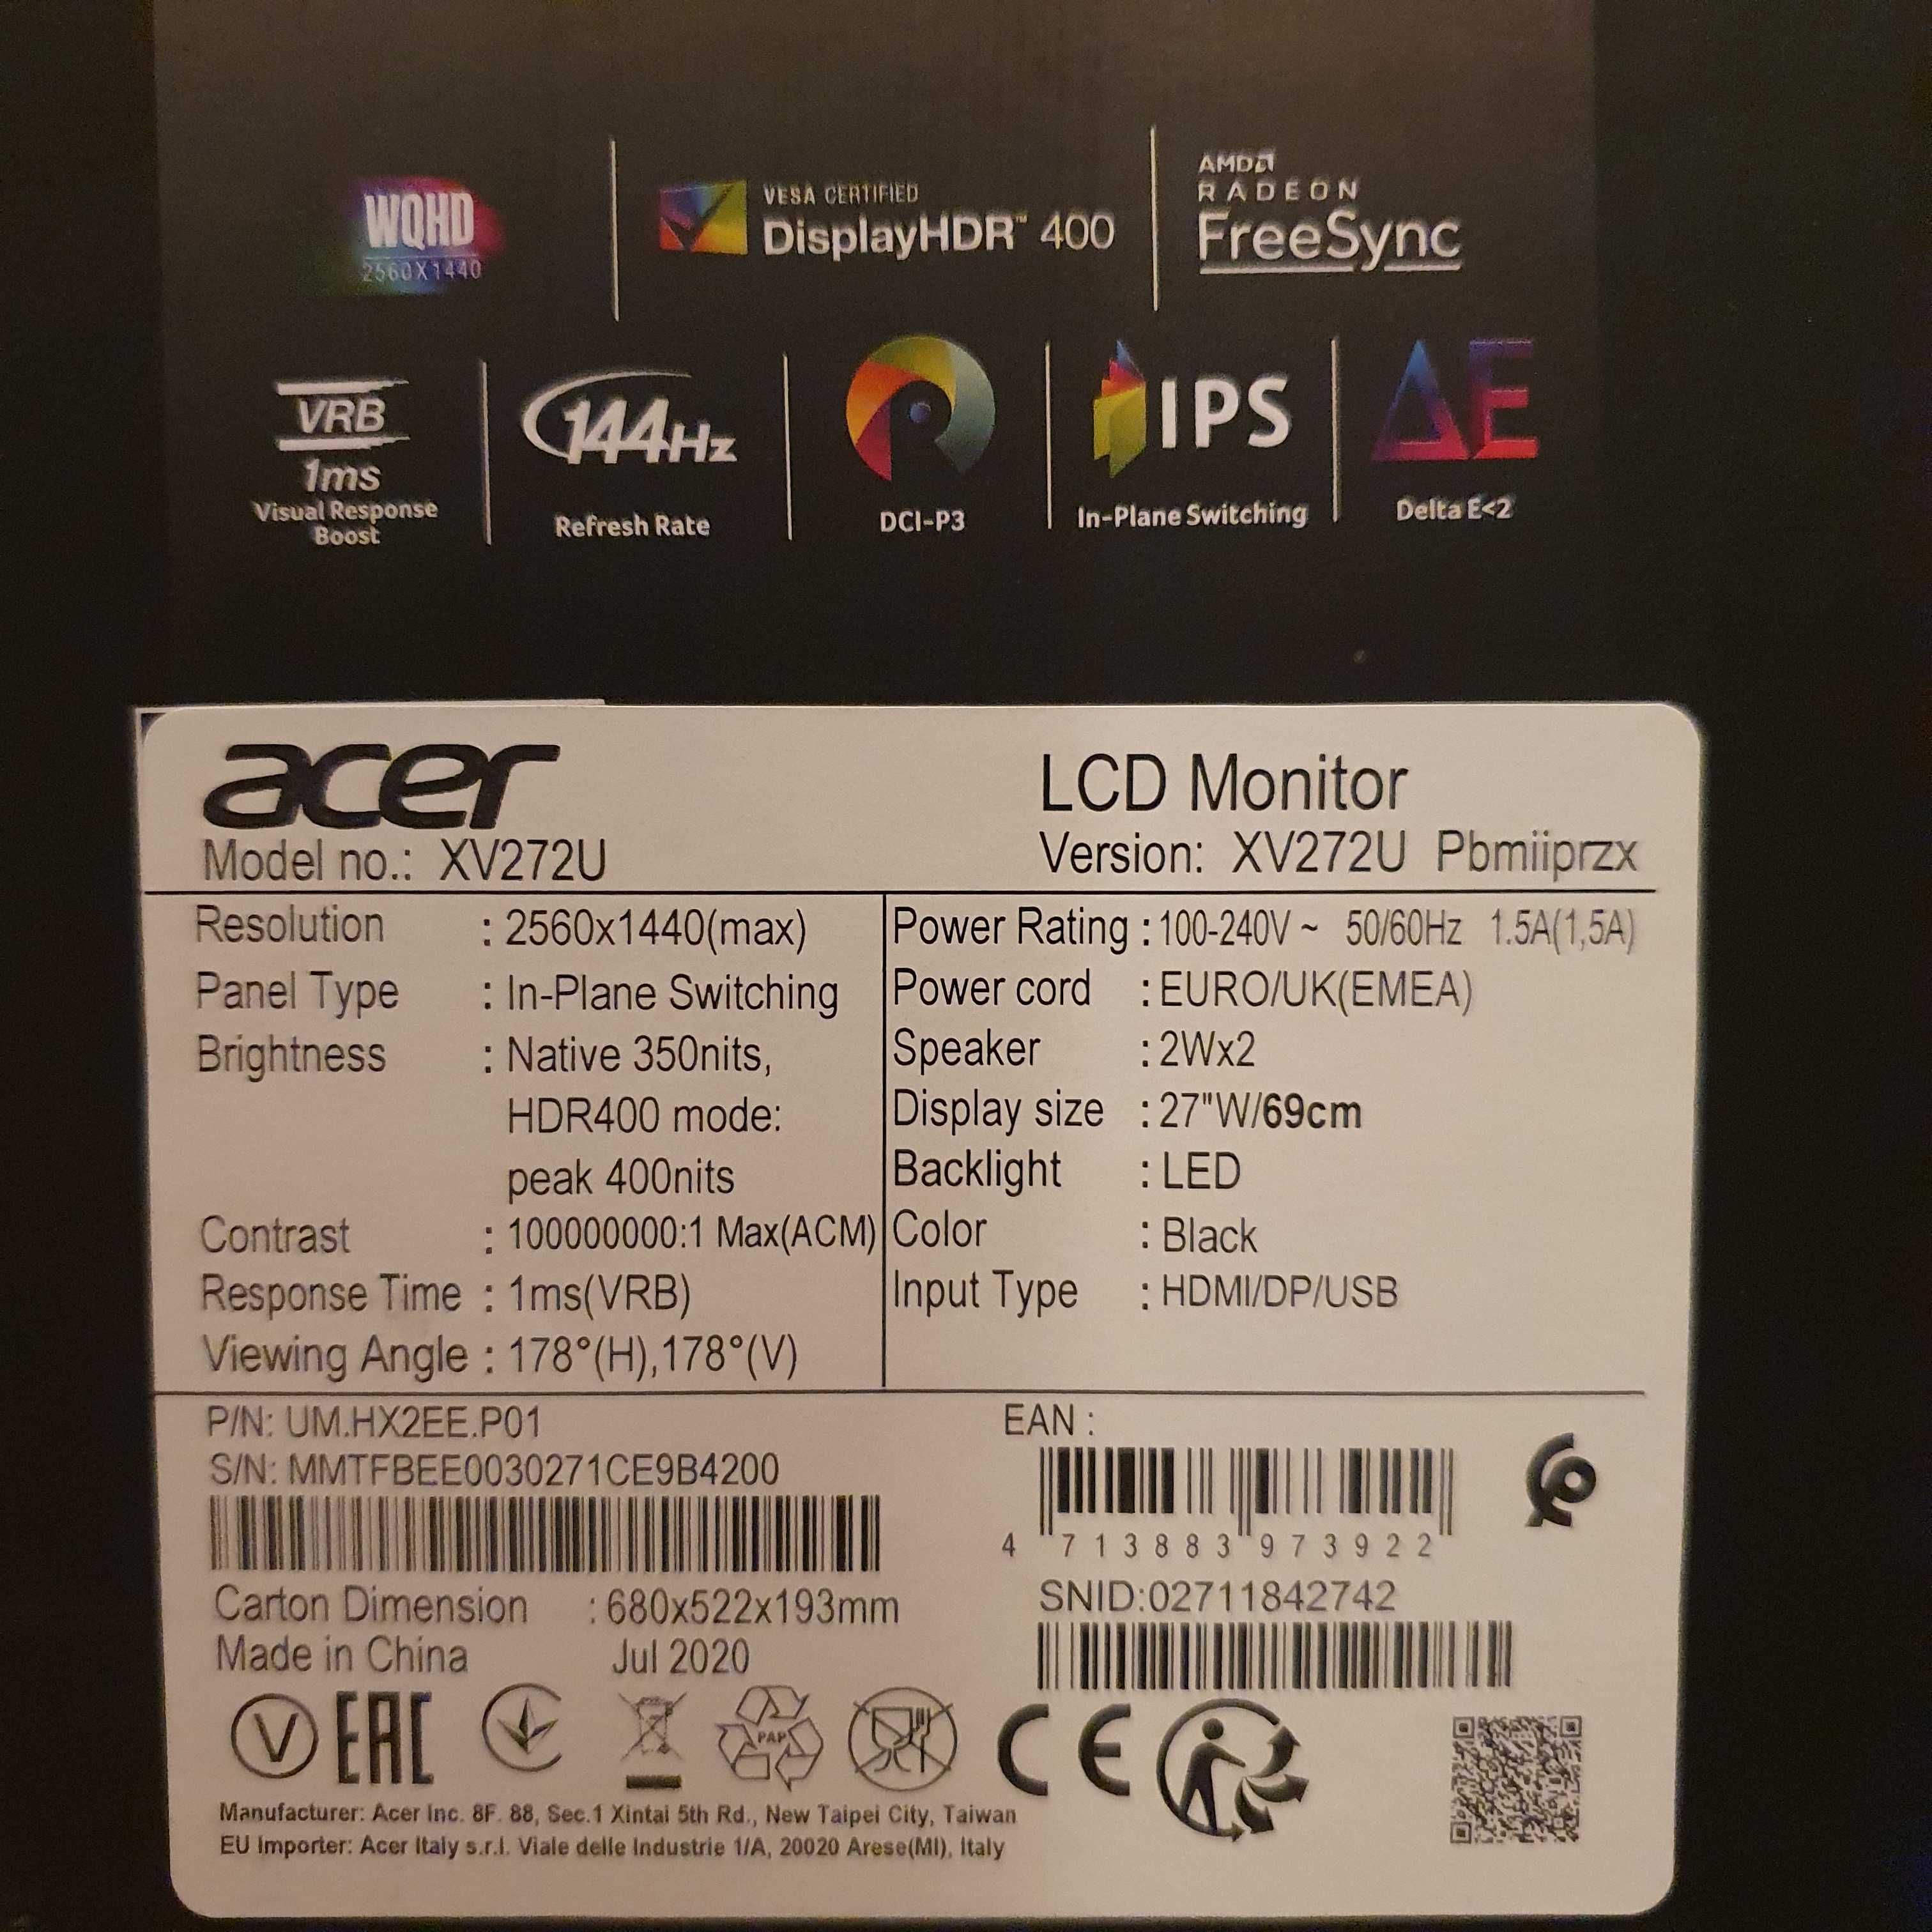 WQHD
2560X1440
VESA CERTIFIED
DisplayHDR™ 400
AMD
RADEON
FreeSync
VRB
1ms
Visual Response
Boost
144Hz
Refresh Rate
DCI-P3
IPS
In-Plane Switching
ΔE
Delta E<2
acer
LCD Monitor
Model no.: XV272U
Version: XV272U Pbmiiprzx
Resolution : 2560x1440(max)
Panel Type : In-Plane Switching
Brightness : Native 350nits,
HDR400 mode:
peak 400nits
Contrast : 100000000:1 Max(ACM)
Response Time : 1ms(VRB)
Viewing Angle : 178°(H),178°(V)
Power Rating : 100-240V ~ 50/60Hz 1.5A(1,5A)
Power cord : EURO/UK(EMEA)
Speaker : 2Wx2
Display size : 27"W/69cm
Backlight : LED
Color : Black
Input Type : HDMI/DP/USB
P/N: UM.HX2EE.P01
S/N: MMTFBEE0030271CE9B4200
Carton Dimension : 680x522x193mm
Made in China Jul 2020
EAN :
4 713883 973922
SNID:02711842742
V
EAC
PAP
CE
Manufacturer: Acer Inc. 8F. 88, Sec.1 Xintai 5th Rd., New Taipei City, Taiwan
EU Importer: Acer Italy s.r.l. Viale delle Industrie 1/A, 20020 Arese(MI), Italy